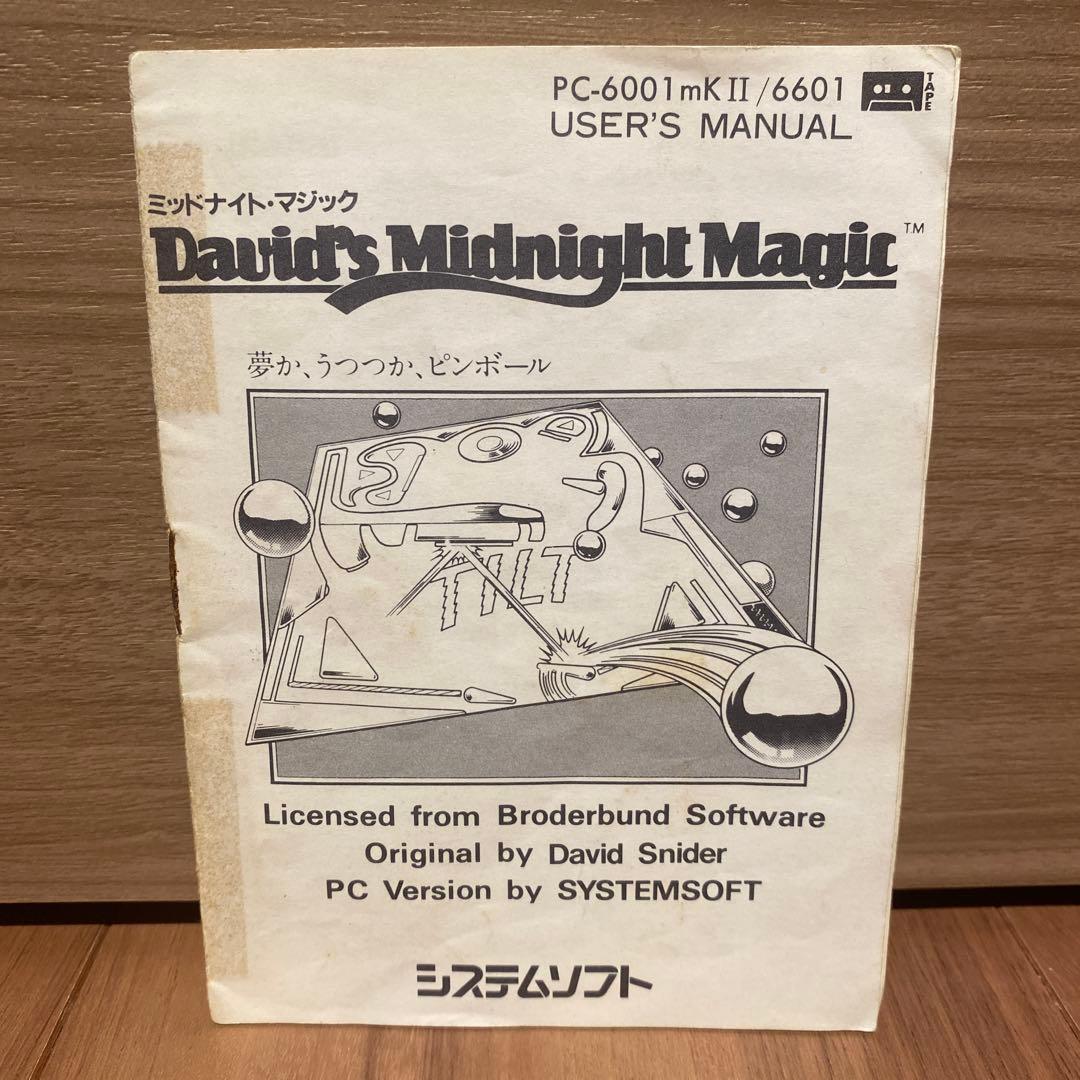 PC-6001mKII/6601
TAPE
USER'S MANUAL
ミッドナイト・マジック
David's Midnight Magic™
夢か、うつつか、ピンボール
TILT
Licensed from Broderbund Software
Original by David Snider
PC Version by SYSTEMSOFT
システムソフト